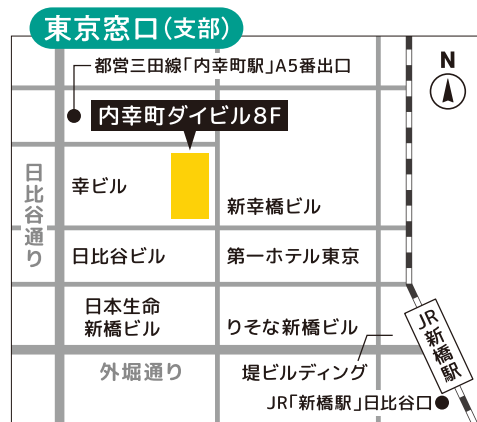 東京窓口（支部）
N
都営三田線「内幸町駅」A5番出口
内幸町ダイビル8F
日比谷通り
幸ビル
新幸橋ビル
日比谷ビル
第一ホテル東京
日本生命
新橋ビル
りそな新橋ビル
JR新橋駅
外堀通り
堤ビルディング
JR「新橋駅」日比谷口